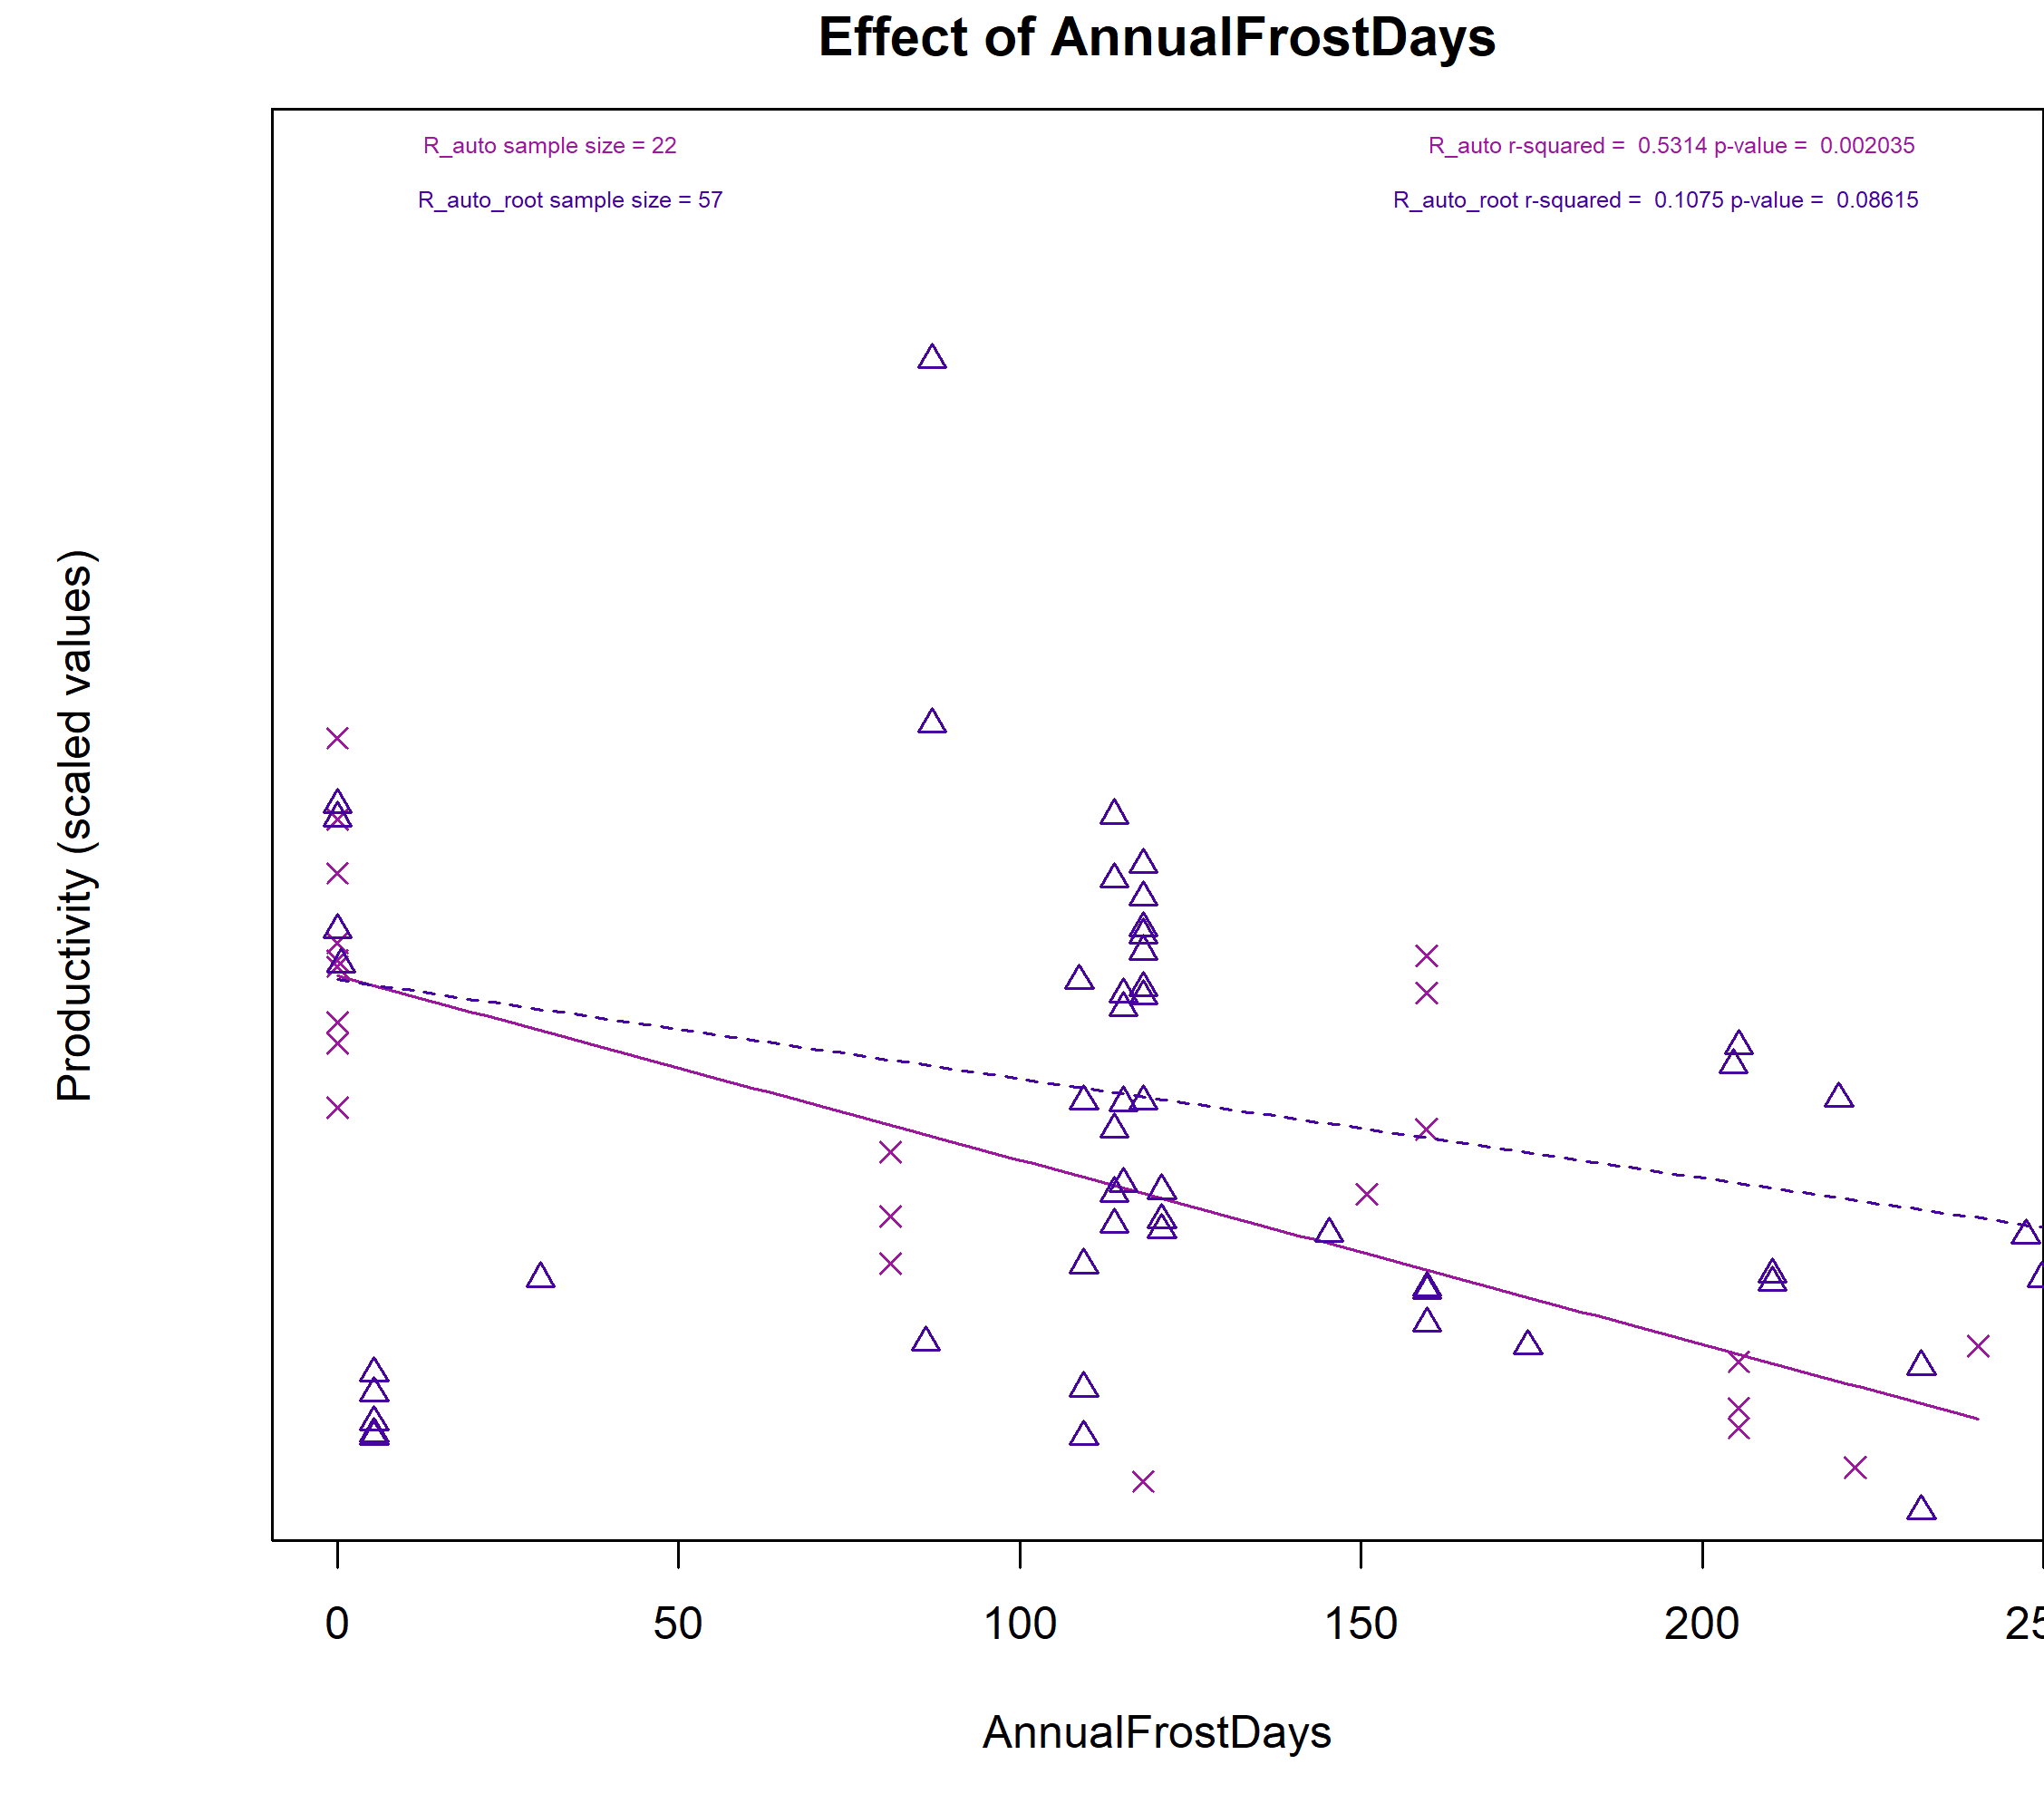 Effect of AnnualFrostDays
R_auto sample size = 22
R_auto r-squared =  0.5314 p-value =  0.002035
R_auto_root sample size = 57
R_auto_root r-squared =  0.1075 p-value =  0.08615
Productivity (scaled values)
0 50 100 150 200 25
AnnualFrostDays